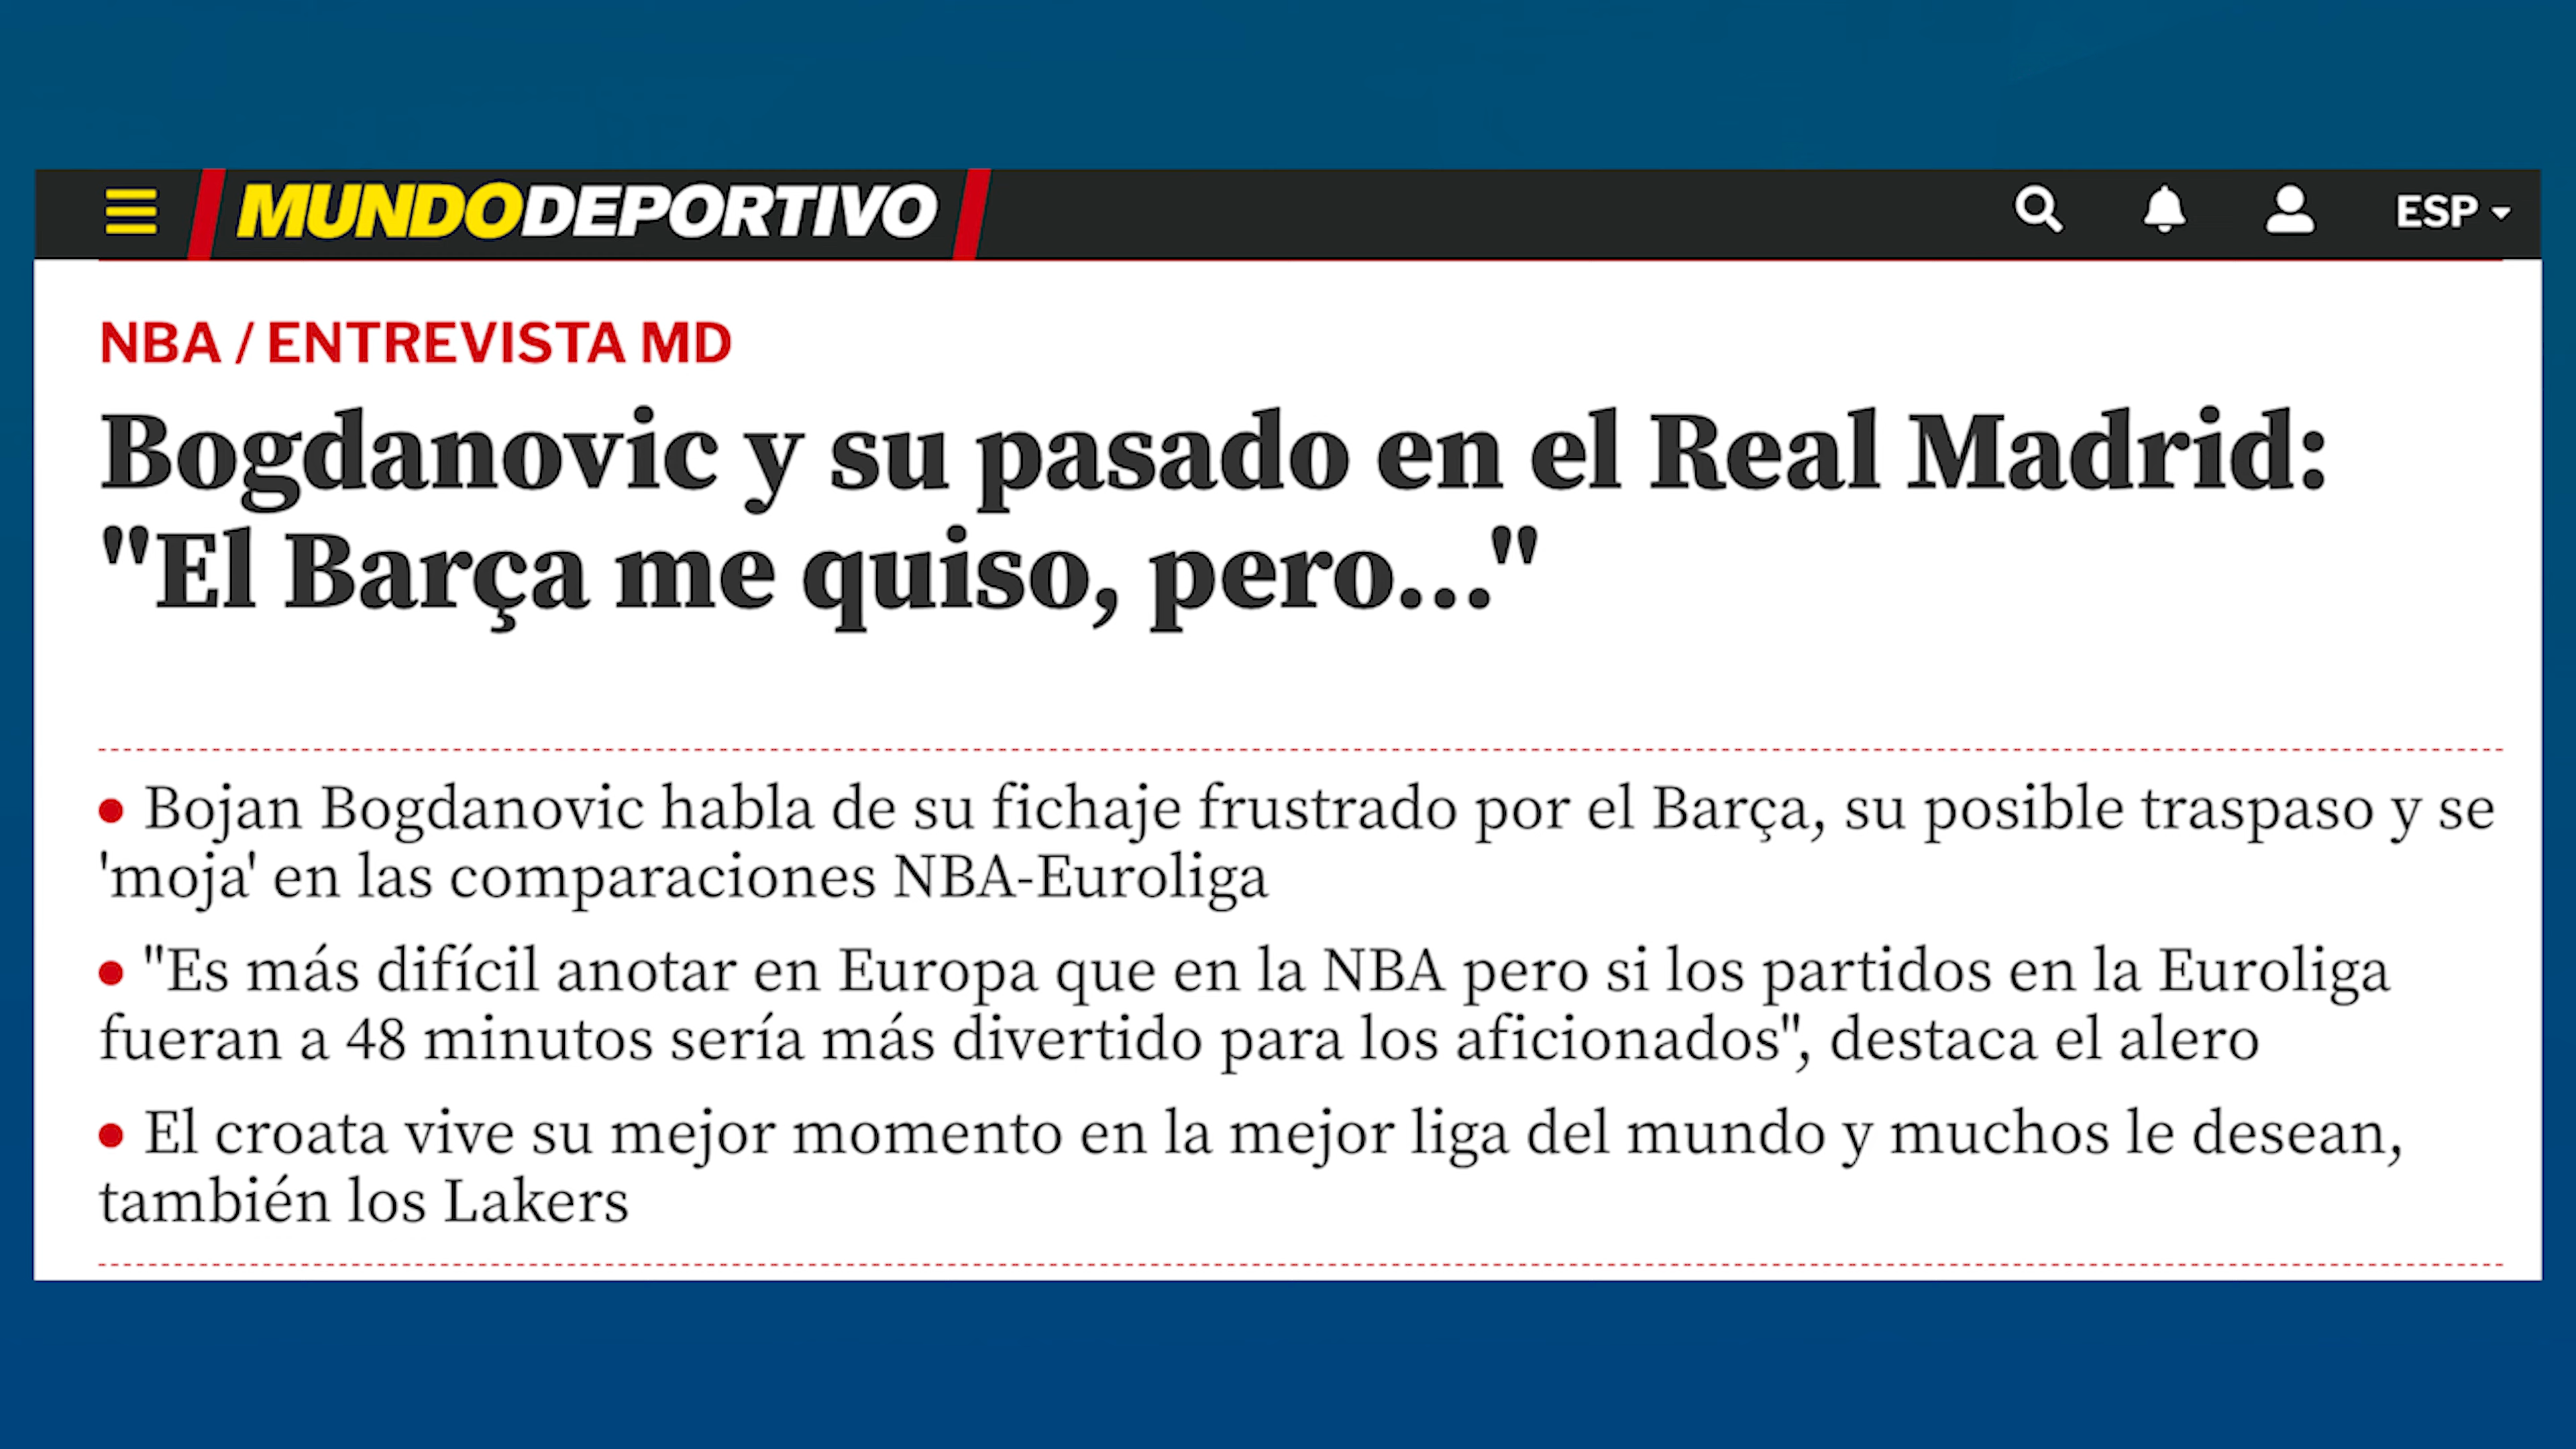 MUNDODEPORTIVO
ESP
NBA / ENTREVISTA MD
Bogdanovic y su pasado en el Real Madrid:
"El Barça me quiso, pero..."
• Bojan Bogdanovic habla de su fichaje frustrado por el Barça, su posible traspaso y se
'moja' en las comparaciones NBA-Euroliga
• "Es más difícil anotar en Europa que en la NBA pero si los partidos en la Euroliga
fueran a 48 minutos sería más divertido para los aficionados", destaca el alero
• El croata vive su mejor momento en la mejor liga del mundo y muchos le desean,
también los Lakers